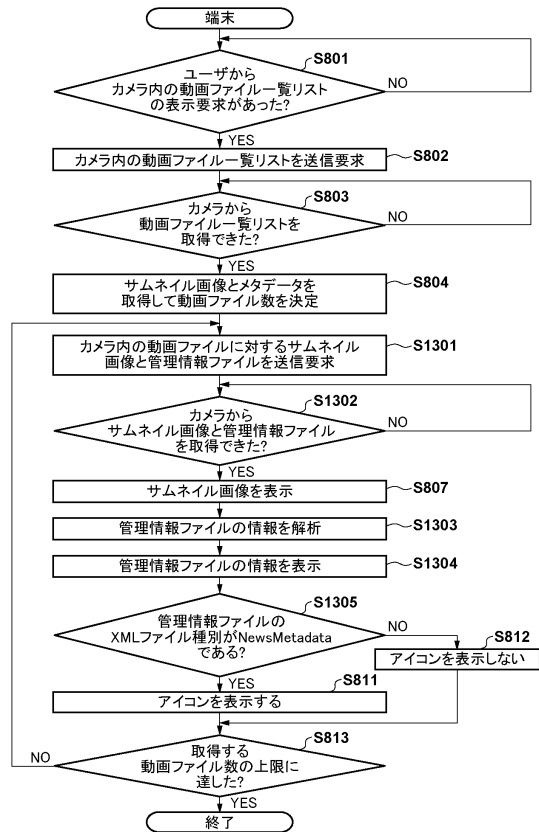 端末
S801
ユーザから
カメラ内の動画ファイル一覧リスト
の表示要求があった?
NO
YES
カメラ内の動画ファイル一覧リストを送信要求
S802
S803
カメラから
動画ファイル一覧リストを
取得できた?
NO
YES
サムネイル画像とメタデータを
取得して動画ファイル数を決定
S804
カメラ内の動画ファイルに対するサムネイル
画像と管理情報ファイルを送信要求
S1301
S1302
カメラから
サムネイル画像と管理情報ファイル
を取得できた?
NO
YES
サムネイル画像を表示
S807
管理情報ファイルの情報を解析
S1303
管理情報ファイルの情報を表示
S1304
S1305
管理情報ファイルの
XMLファイル種別がNewsMetadata
である?
NO
S812
アイコンを表示しない
YES
S811
アイコンを表示する
S813
取得する
動画ファイル数の上限に
達した?
NO
YES
終了